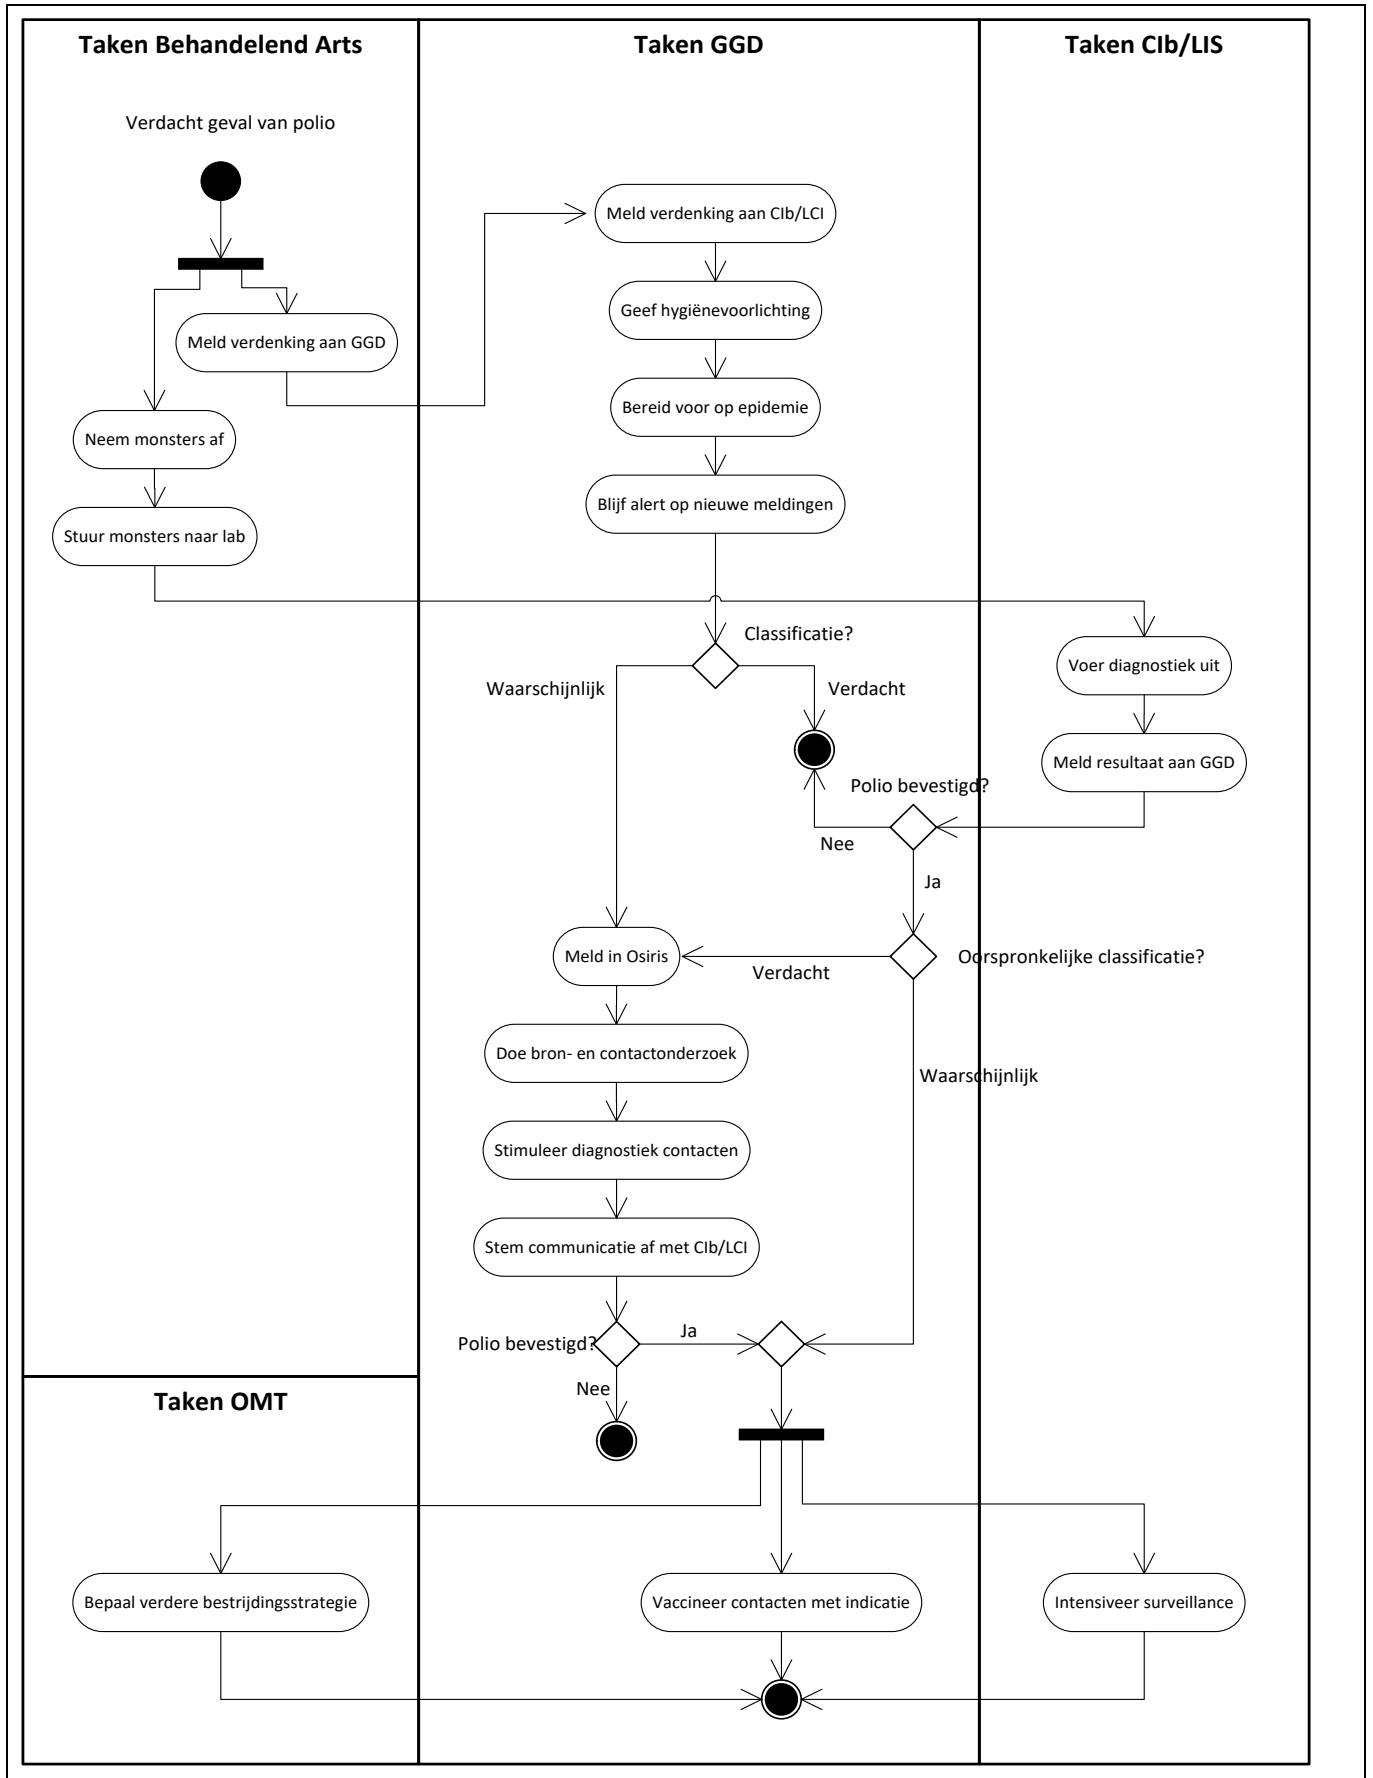 Taken Behandelend Arts
Taken GGD
Taken CIb/LIS
Verdacht geval van polio
Meld verdenking aan CIb/LCI
Geef hygiënevoorlichting
Meld verdenking aan GGD
Bereid voor op epidemie
Neem monsters af
Blijf alert op nieuwe meldingen
Stuur monsters naar lab
Classificatie?
Voer diagnostiek uit
Waarschijnlijk
Verdacht
Meld resultaat aan GGD
Polio bevestigd?
Nee
Ja
Meld in Osiris
Oorspronkelijke classificatie?
Verdacht
Doe bron- en contactonderzoek
Waarschijnlijk
Stimuleer diagnostiek contacten
Stem communicatie af met CIb/LCI
Polio bevestigd?
Ja
Nee
Taken OMT
Bepaal verdere bestrijdingsstrategie
Vaccineer contacten met indicatie
Intensiveer surveillance